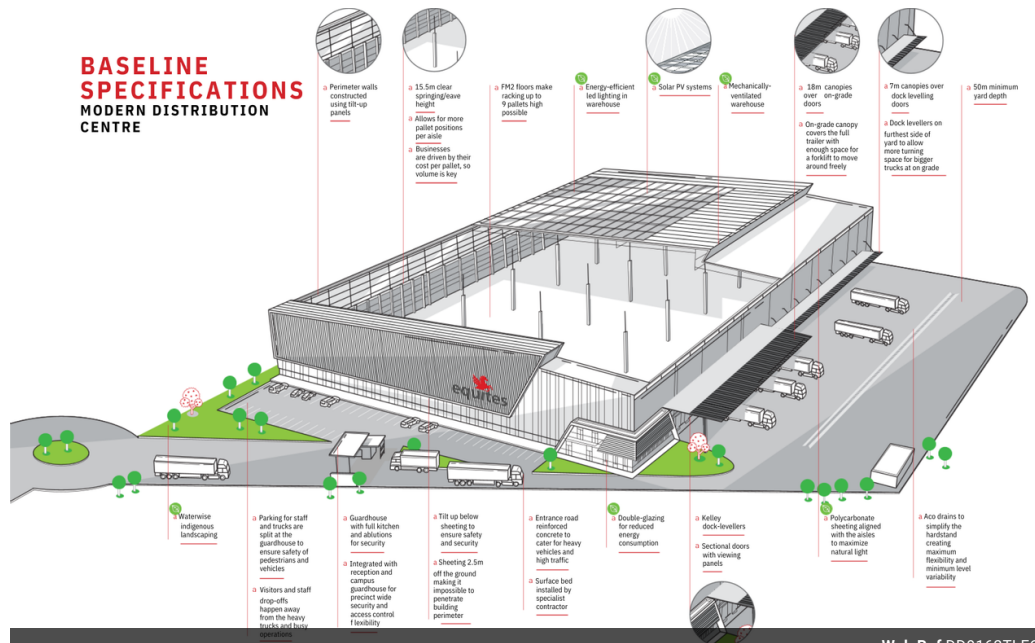 BASELINE
SPECIFICATIONS
MODERN DISTRIBUTION
CENTRE
a Perimeter walls
constructed
using tilt-up
panels
a 15.5m clear
springing/eave
height
a Allows for more
pallet positions
per aisle
a Businesses
are driven by their
cost per pallet, so
volume is key
a FM2 floors make
racking up to
9 pallets high
possible
a Energy-efficient
led lighting in
warehouse
a Solar PV systems
a Mechanically-
ventilated
warehouse
a 18m canopies
over on-grade
doors
a On-grade canopy
covers the full
trailer with
enough space for
a forklift to move
around freely
a 7m canopies over
dock levelling
doors
a Dock levellers on
furthest side of
yard to allow
more turning
space for bigger
trucks at on grade
a 50m minimum
yard depth
equites
a Waterwise
indigenous
landscaping
a Parking for staff
and trucks are
split at the
guardhouse to
ensure safety of
pedestrians and
vehicles
a Visitors and staff
drop-offs
happen away
from the heavy
trucks and busy
operations
a Guardhouse
with full kitchen
and ablutions
for security
a Integrated with
reception and
campus
guardhouse for
precinct wide
security and
access control
f lexibility
a Tilt up below
sheeting to
ensure safety
and security
a Sheeting 2.5m
off the ground
making it
impossible to
penetrate
building
perimeter
a Entrance road
reinforced
concrete to
cater for heavy
vehicles and
high traffic
a Surface bed
installed by
specialist
contractor
a Double-glazing
for reduced
energy
consumption
a Kelley
dock-levellers
a Sectional doors
with viewing
panels
a Polycarbonate
sheeting aligned
with the aisles
to maximize
natural light
a Aco drains to
simplify the
hardstand
creating
maximum
flexibility and
minimum level
variability